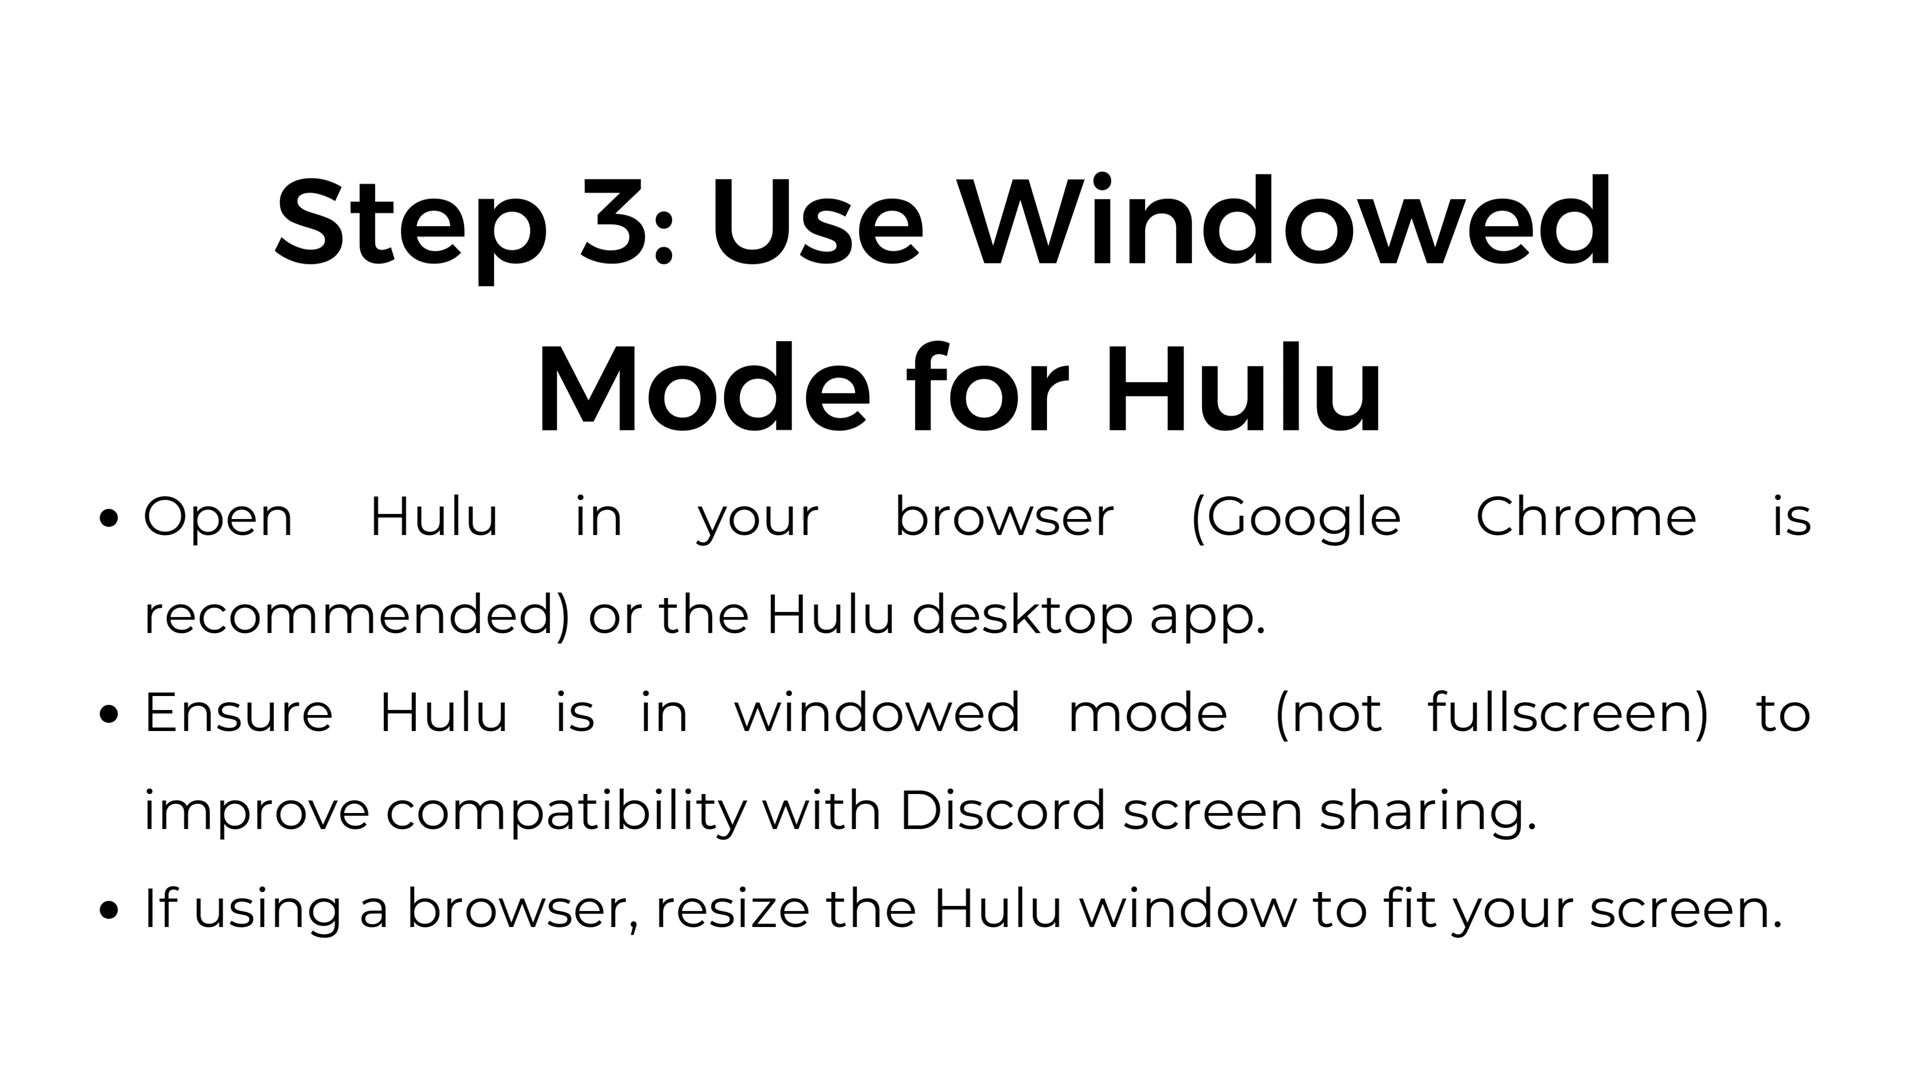 Step 3: Use Windowed
Mode for Hulu
• Open Hulu in your browser (Google Chrome is
recommended) or the Hulu desktop app.
• Ensure Hulu is in windowed mode (not fullscreen) to
improve compatibility with Discord screen sharing.
• If using a browser, resize the Hulu window to fit your screen.